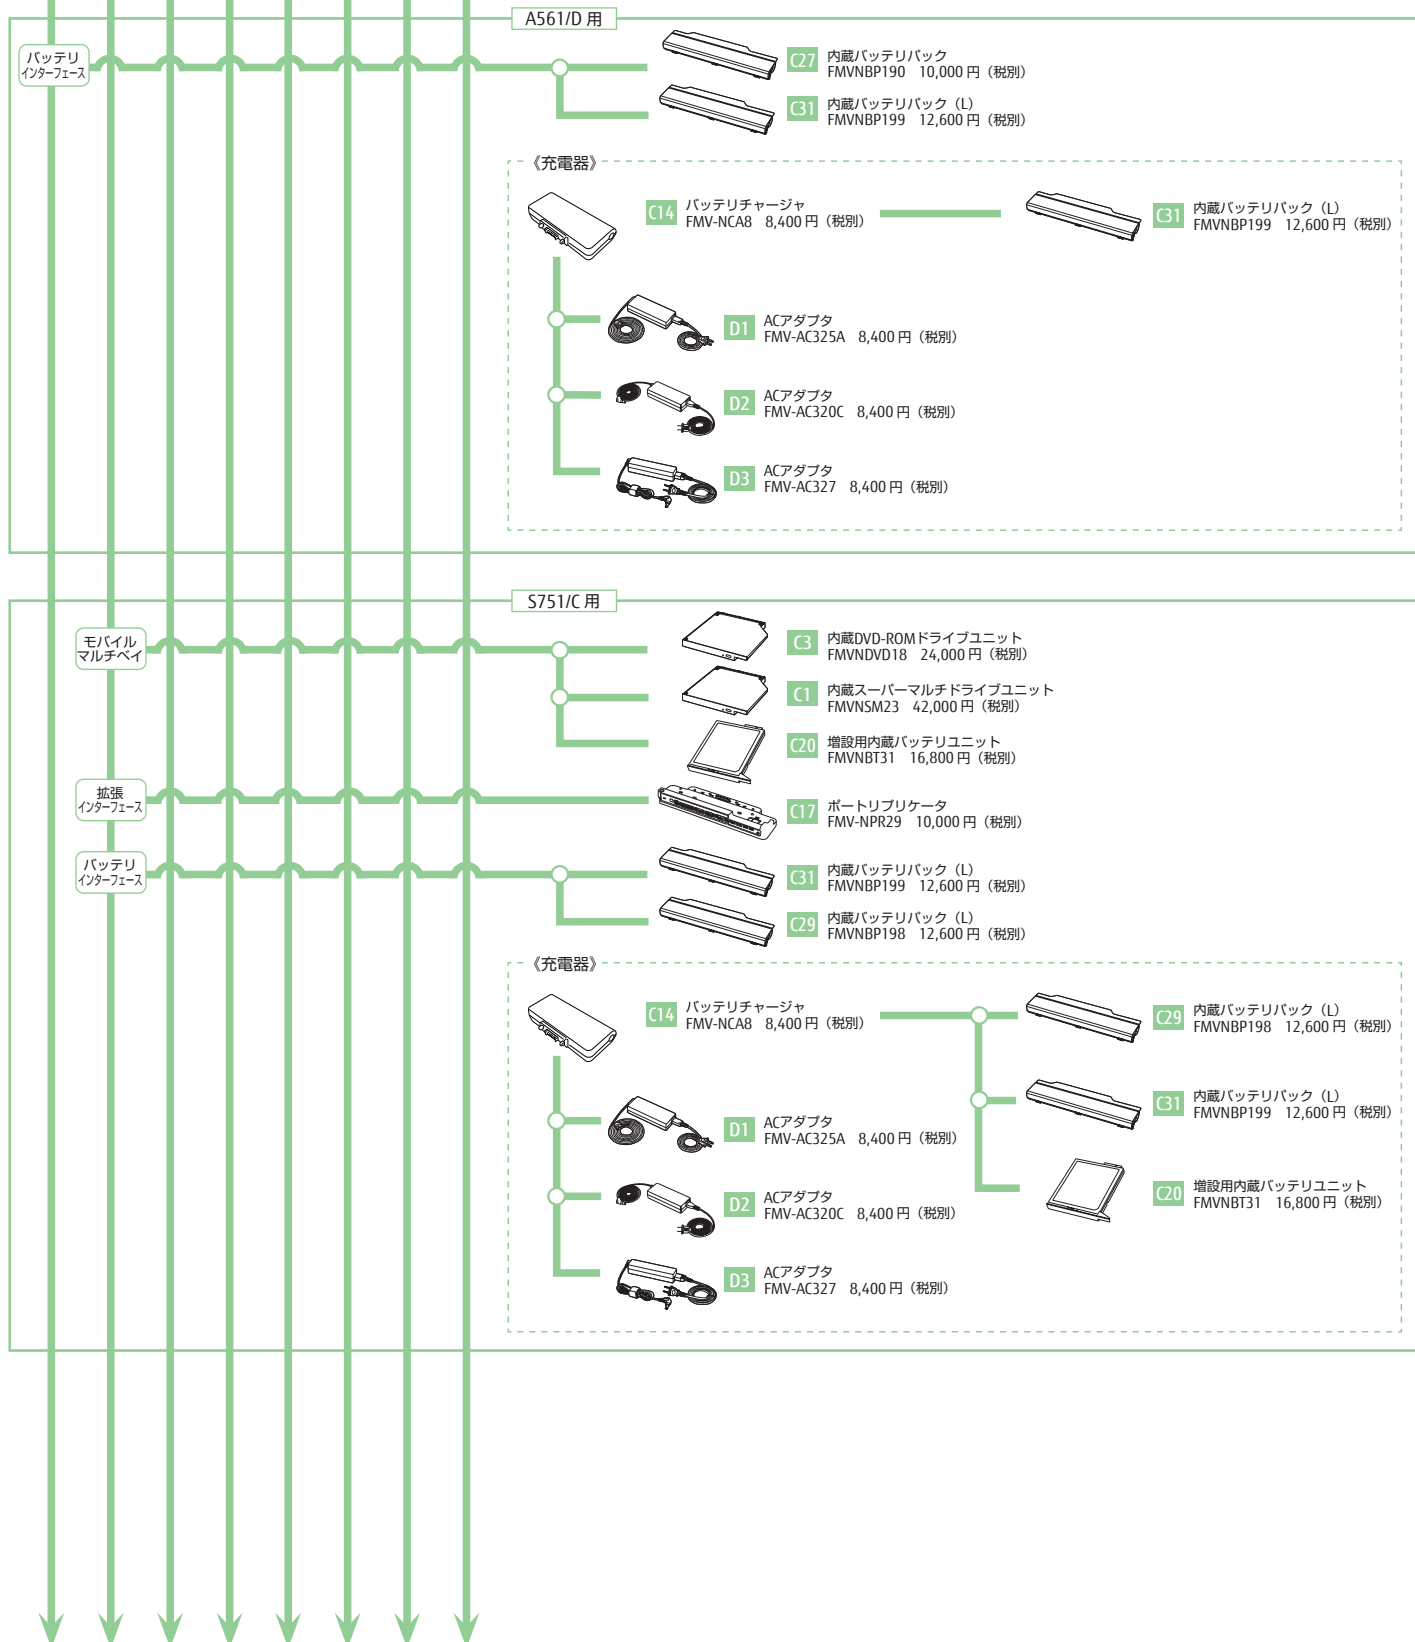 A561/D 用
バッテリ
インターフェース
C27 内蔵バッテリパック
FMVNBP190 10,000 円（税別）
C31 内蔵バッテリパック（L）
FMVNBP199 12,600 円（税別）
《充電器》
C14 バッテリチャージャ
FMV-NCA8 8,400 円（税別）
C31 内蔵バッテリパック（L）
FMVNBP199 12,600 円（税別）
D1 ACアダプタ
FMV-AC325A 8,400 円（税別）
D2 ACアダプタ
FMV-AC320C 8,400 円（税別）
D3 ACアダプタ
FMV-AC327 8,400 円（税別）
S751/C 用
モバイル
マルチベイ
C3 内蔵DVD-ROMドライブユニット
FMVNDVD18 24,000 円（税別）
C1 内蔵スーパーマルチドライブユニット
FMVNSM23 42,000 円（税別）
C20 増設用内蔵バッテリユニット
FMVNBT31 16,800 円（税別）
拡張
インターフェース
C17 ポートリプリケータ
FMV-NPR29 10,000 円（税別）
バッテリ
インターフェース
C31 内蔵バッテリパック（L）
FMVNBP199 12,600 円（税別）
C29 内蔵バッテリパック（L）
FMVNBP198 12,600 円（税別）
《充電器》
C14 バッテリチャージャ
FMV-NCA8 8,400 円（税別）
C29 内蔵バッテリパック（L）
FMVNBP198 12,600 円（税別）
C31 内蔵バッテリパック（L）
FMVNBP199 12,600 円（税別）
C20 増設用内蔵バッテリユニット
FMVNBT31 16,800 円（税別）
D1 ACアダプタ
FMV-AC325A 8,400 円（税別）
D2 ACアダプタ
FMV-AC320C 8,400 円（税別）
D3 ACアダプタ
FMV-AC327 8,400 円（税別）